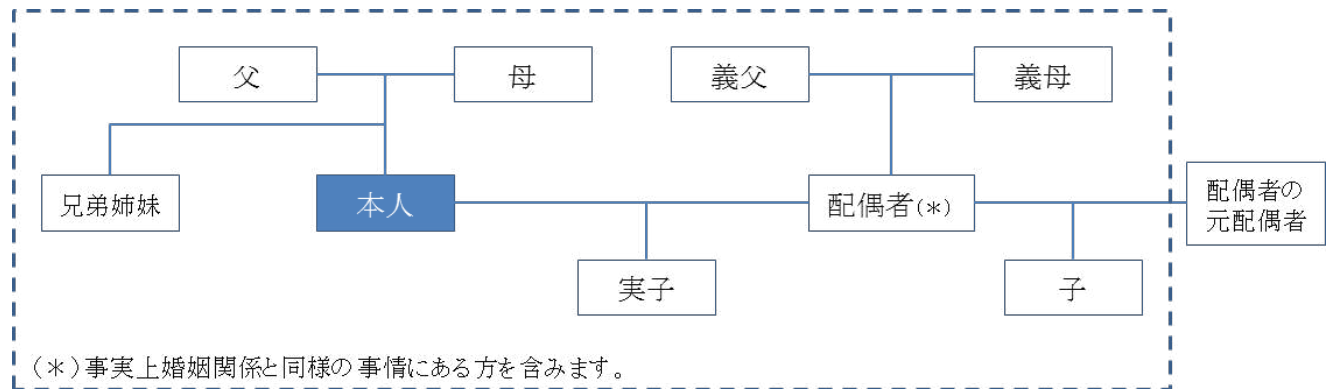 父
母
義父
義母
兄弟姉妹
本人
配偶者(＊)
配偶者の
元配偶者
実子
子
(＊)事実上婚姻関係と同様の事情にある方を含みます。